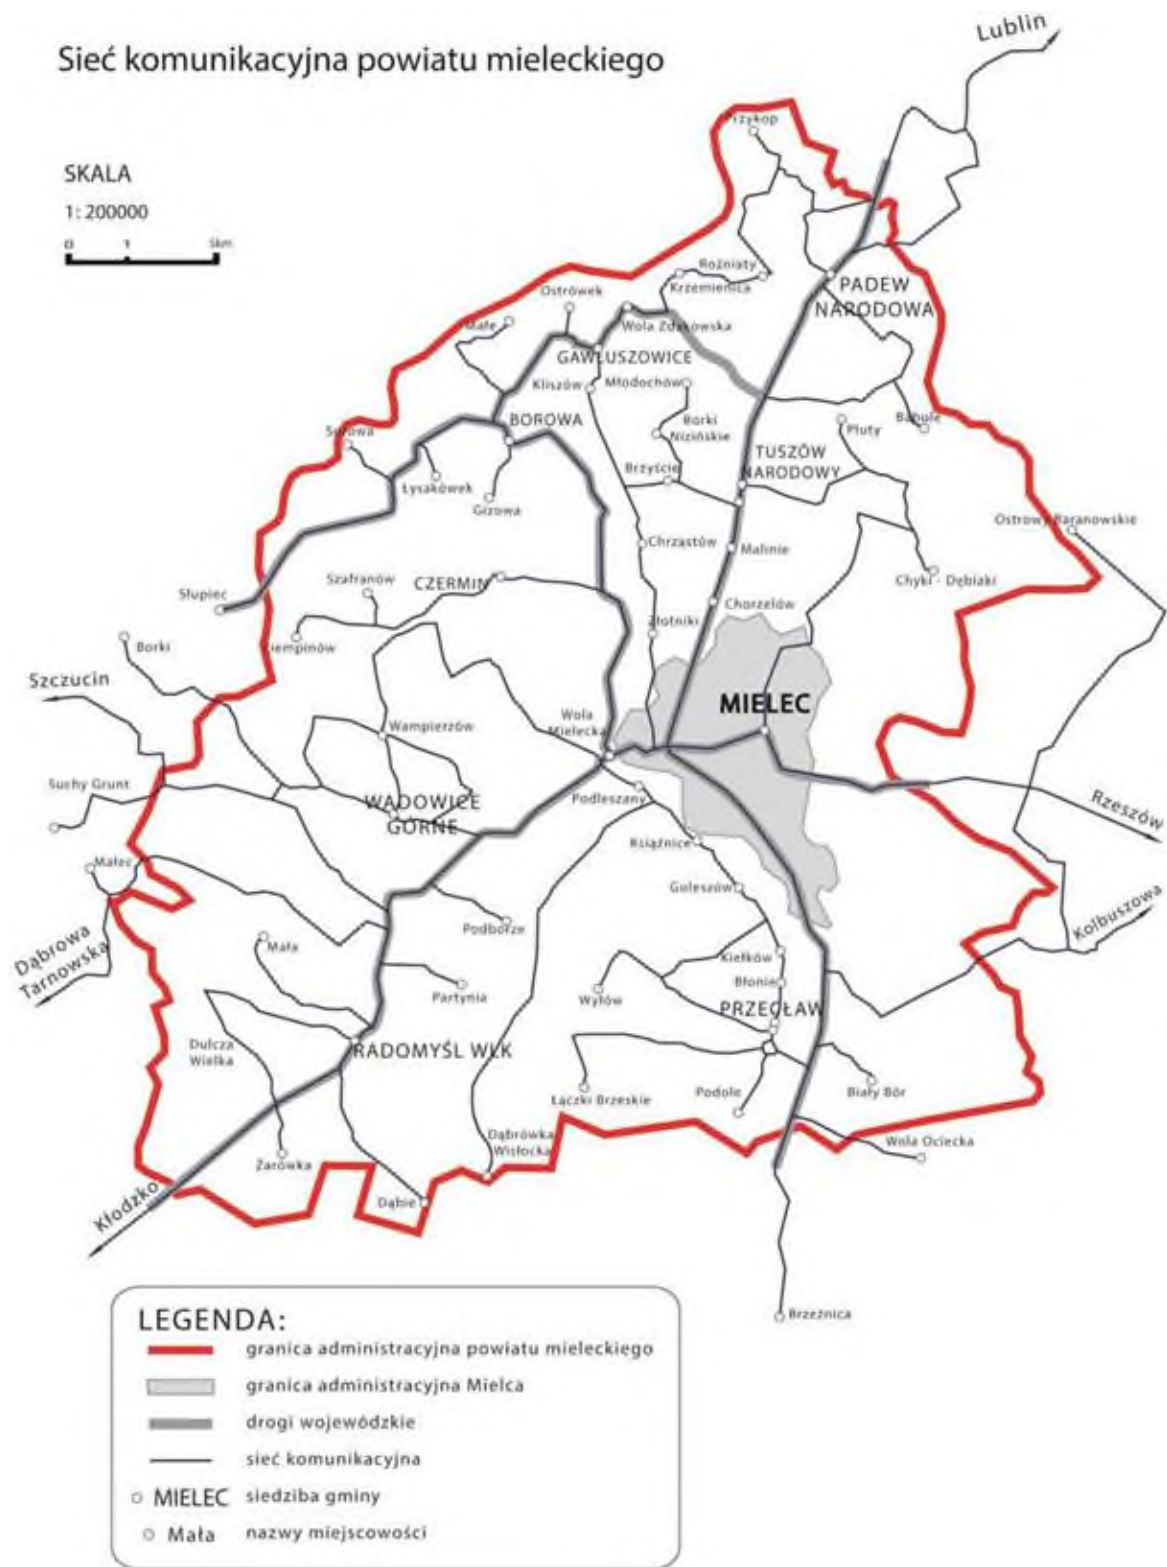 Lublin
Sieć komunikacyjna powiatu mieleckiego
Przykop
SKALA
1: 200000
0 1 5km
Rożniaty
Krzemienica
PADEW
NARODOWA
Ostrówek
Małe
Wola Zdakowska
GAWŁUSZOWICE
Kliszów
Młodochów
BOROWA
Borki
Nizińskie
Pluty
Babule
Surowa
TUSZÓW
NARODOWY
Brzyście
Łysakówek
Gizowa
Ostrowy Baranowskie
Chrząstów
Malinie
Szafranów
CZERMIN
Chyki - Dębiaki
Słupiec
Chorzelów
Złotniki
Ziempinów
Borki
Szczucin
Wola
Mielecka
MIELEC
Wampierzów
Suchy Grunt
Podleszany
WADOWICE
GÓRNE
Rzeszów
Książnice
Malec
Goleszów
Podborze
Kolbuszowa
Dąbrowa
Tarnowska
Mała
Kiełków
Partynia
Wylów
Błonie
PRZECŁAW
Dulcza
Wielka
RADOMYŚL WLK
Łączki Brzeskie
Podole
Biały Bór
Dąbrówka
Wisłocka
Wola Ociecka
Żarówka
Dąbie
Kłodzko
Brzeźnica
LEGENDA:
granica administracyjna powiatu mieleckiego
granica administracyjna Mielca
drogi wojewódzkie
sieć komunikacyjna
MIELEC siedziba gminy
Mała nazwy miejscowości